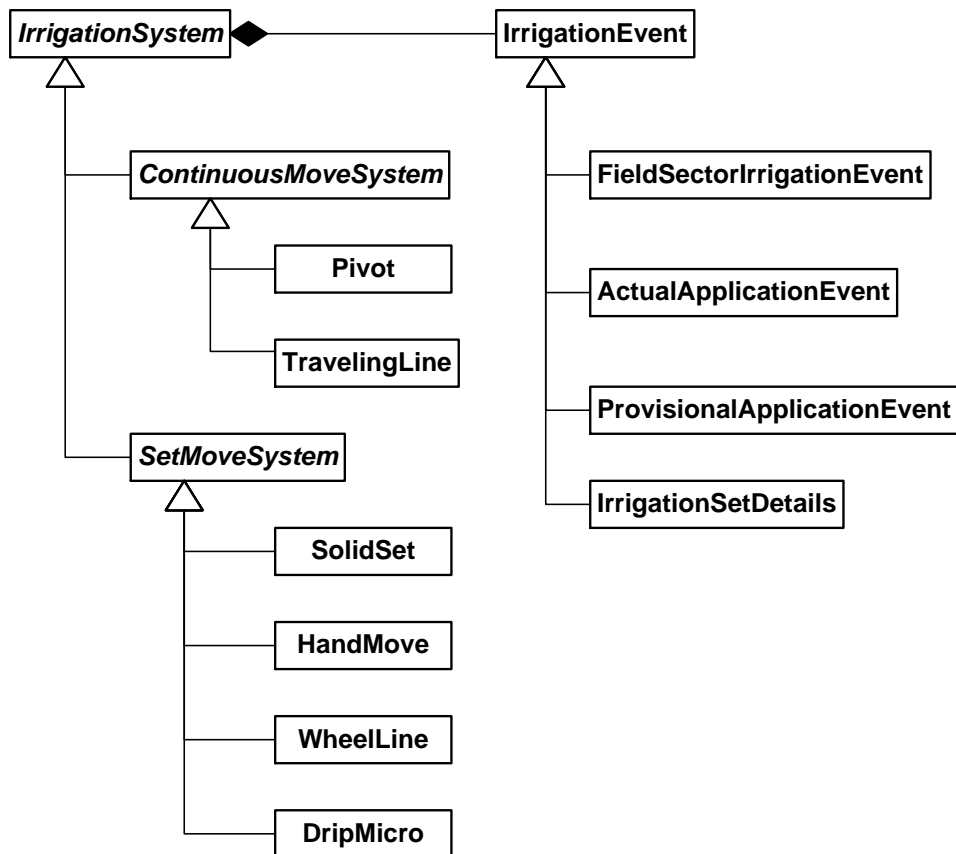 IrrigationSystem
IrrigationEvent
ContinuousMoveSystem
Pivot
TravelingLine
SetMoveSystem
SolidSet
HandMove
WheelLine
DripMicro
FieldSectorIrrigationEvent
ActualApplicationEvent
ProvisionalApplicationEvent
IrrigationSetDetails